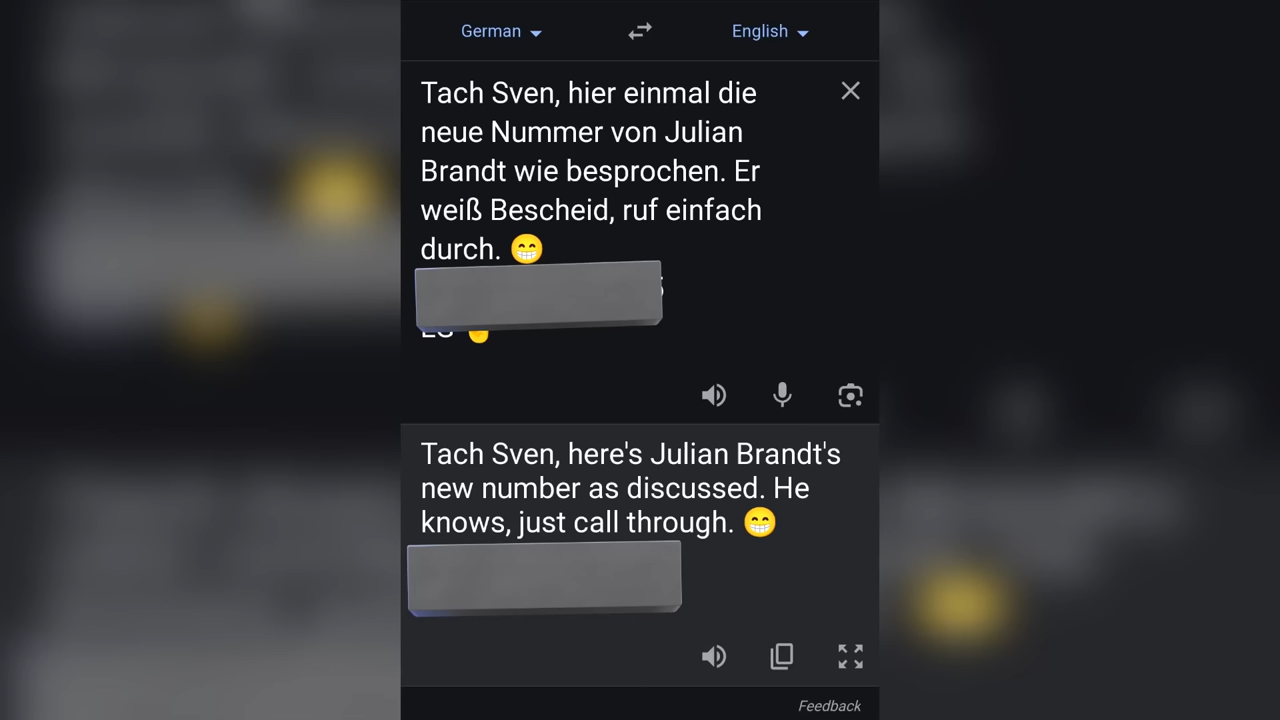 German English
Tach Sven, hier einmal die
neue Nummer von Julian
Brandt wie besprochen. Er
weiß Bescheid, ruf einfach
durch. 😁
Tach Sven, here's Julian Brandt's
new number as discussed. He
knows, just call through. 😁
Feedback